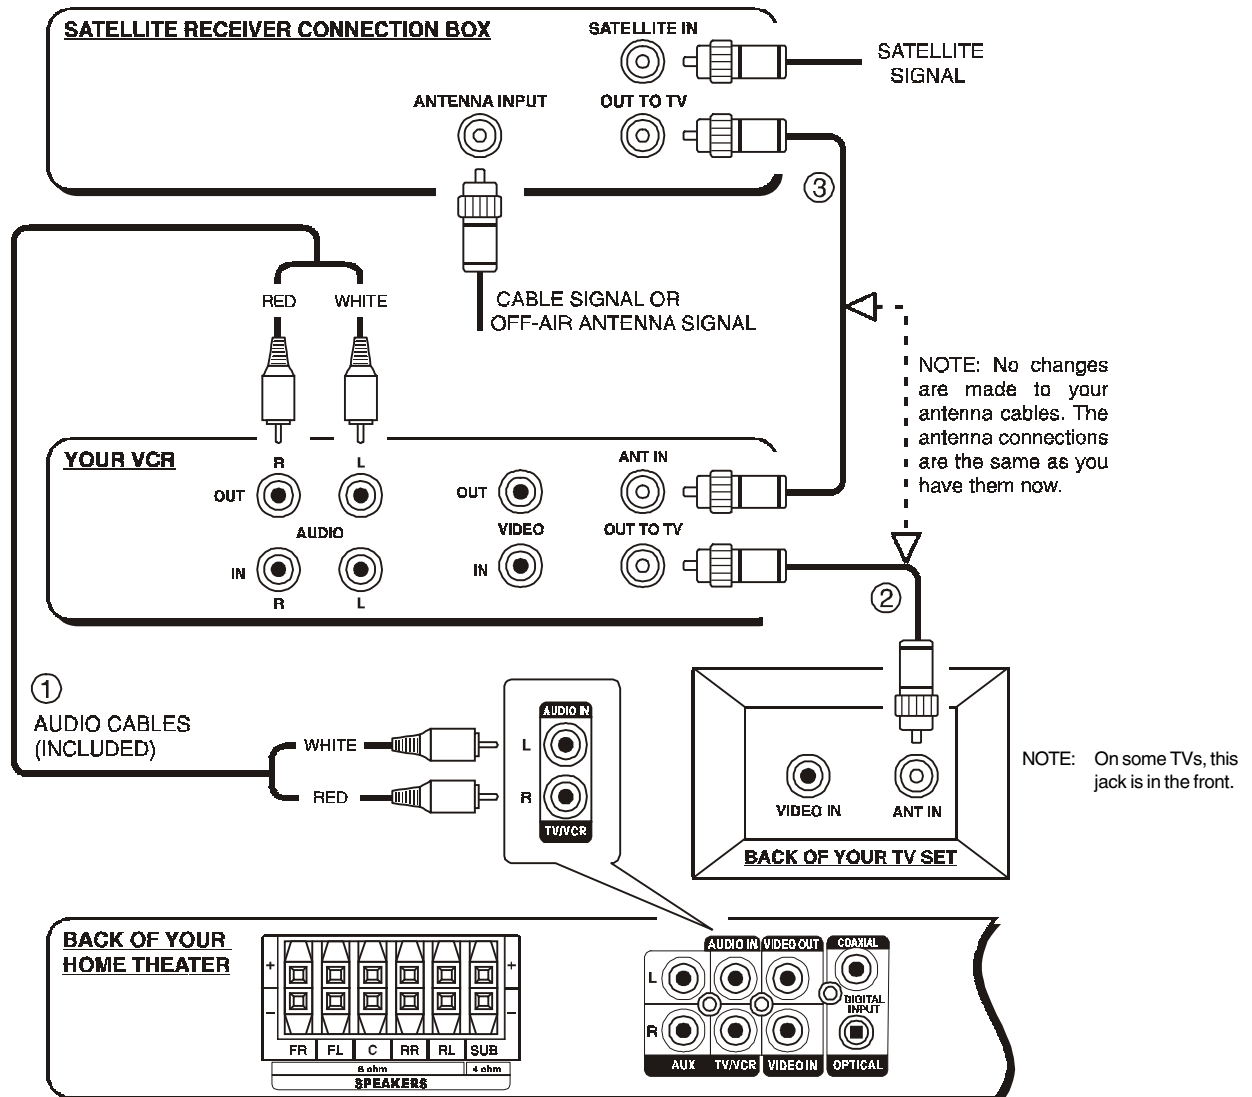 SATELLITE RECEIVER CONNECTION BOX
SATELLITE IN
SATELLITE
SIGNAL
ANTENNA INPUT
OUT TO TV
3
RED
WHITE
CABLE SIGNAL OR
OFF-AIR ANTENNA SIGNAL
NOTE: No changes
are made to your
antenna cables. The
antenna connections
are the same as you
have them now.
YOUR VCR
R
L
OUT
AUDIO
IN
R
L
OUT
VIDEO
IN
ANT IN
OUT TO TV
2
1
AUDIO CABLES
(INCLUDED)
WHITE
RED
AUDIO IN
L
R
TV/VCR
VIDEO IN
ANT IN
BACK OF YOUR TV SET
NOTE: On some TVs, this
jack is in the front.
BACK OF YOUR
HOME THEATER
+
+
−
−
FR FL C RR RL SUB
6 ohm
4 ohm
SPEAKERS
AUDIO IN VIDEO OUT COAXIAL
L
DIGITAL
INPUT
R
AUX TV/VCR VIDEO IN OPTICAL